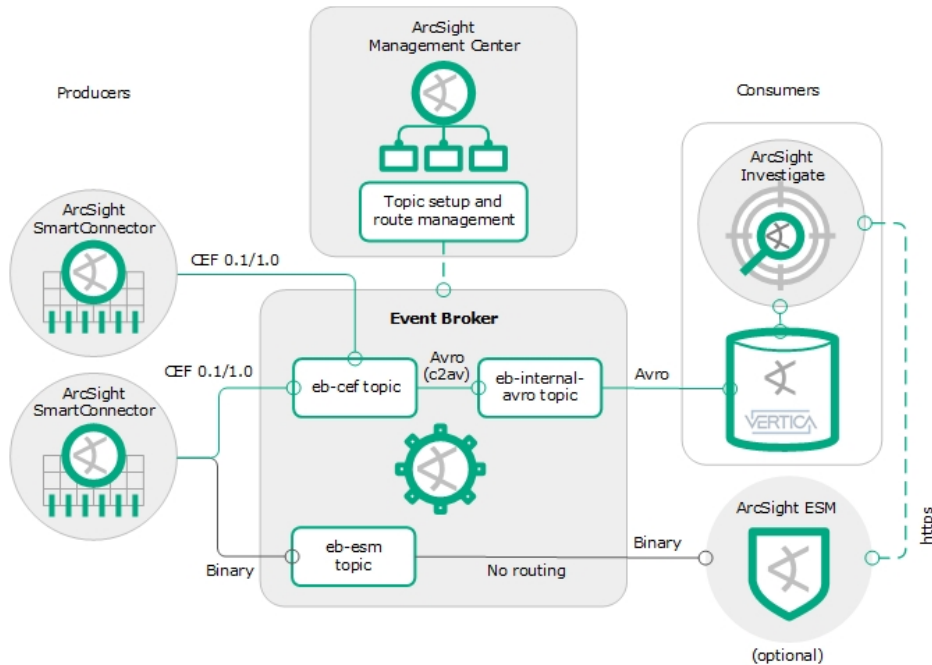 ArcSight
Management Center
Producers
Consumers
ArcSight
Investigate
Topic setup and
route management
ArcSight
SmartConnector
CEF 0.1/1.0
Event Broker
ArcSight
SmartConnector
CEF 0.1/1.0
eb-cef topic
Avro
(c2av)
eb-internal-
avro topic
Avro
VERTICA
ArcSight ESM
https
Binary
eb-esm
topic
No routing
Binary
(optional)